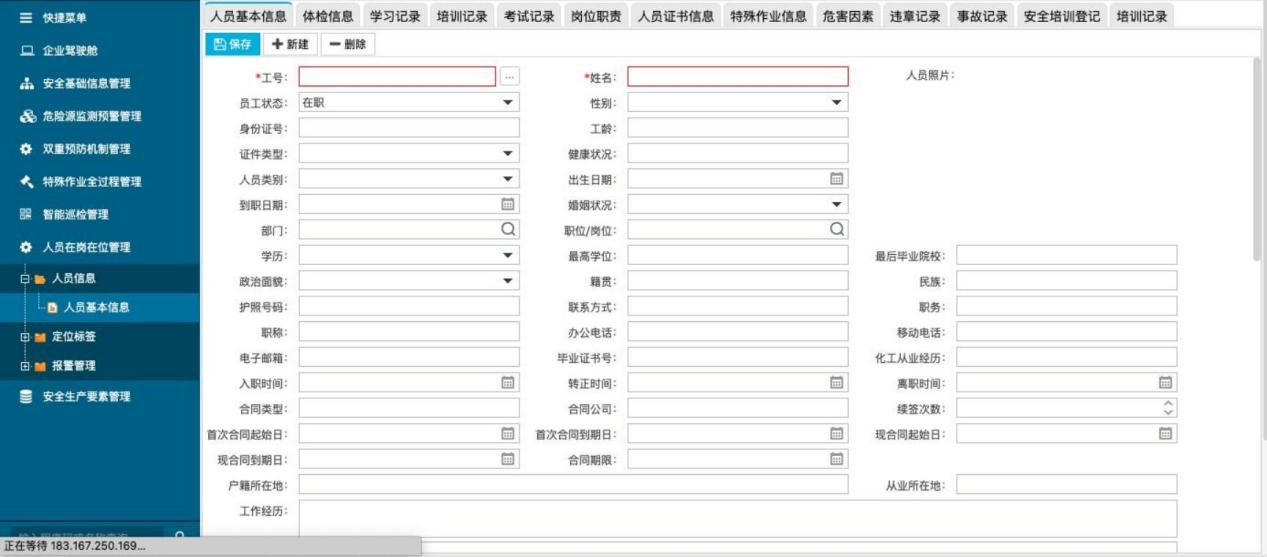 快捷菜单
企业驾驶舱
安全基础信息管理
危险源监测预警管理
双重预防机制管理
特殊作业全过程管理
智能巡检管理
人员在岗在位管理
人员信息
人员基本信息
定位标签
报警管理
安全生产要素管理
正在等待 183.167.250.169...
人员基本信息 体检信息 学习记录 培训记录 考试记录 岗位职责 人员证书信息 特殊作业信息 危害因素 违章记录 事故记录 安全培训登记 培训记录
保存 新建 删除
*工号: ... *姓名: 人员照片:
员工状态: 在职 性别:
身份证号: 工龄:
证件类型: 健康状况:
人员类别: 出生日期:
到职日期: 婚姻状况:
部门: 职位/岗位:
学历: 最高学位: 最后毕业院校:
政治面貌: 籍贯: 民族:
护照号码: 联系方式: 职务:
职称: 办公电话: 移动电话:
电子邮箱: 毕业证书号: 化工从业经历:
入职时间: 转正时间: 离职时间:
合同类型: 合同公司: 续签次数:
首次合同起始日: 首次合同到期日: 现合同起始日:
现合同到期日: 合同期限:
户籍所在地: 从业所在地:
工作经历: